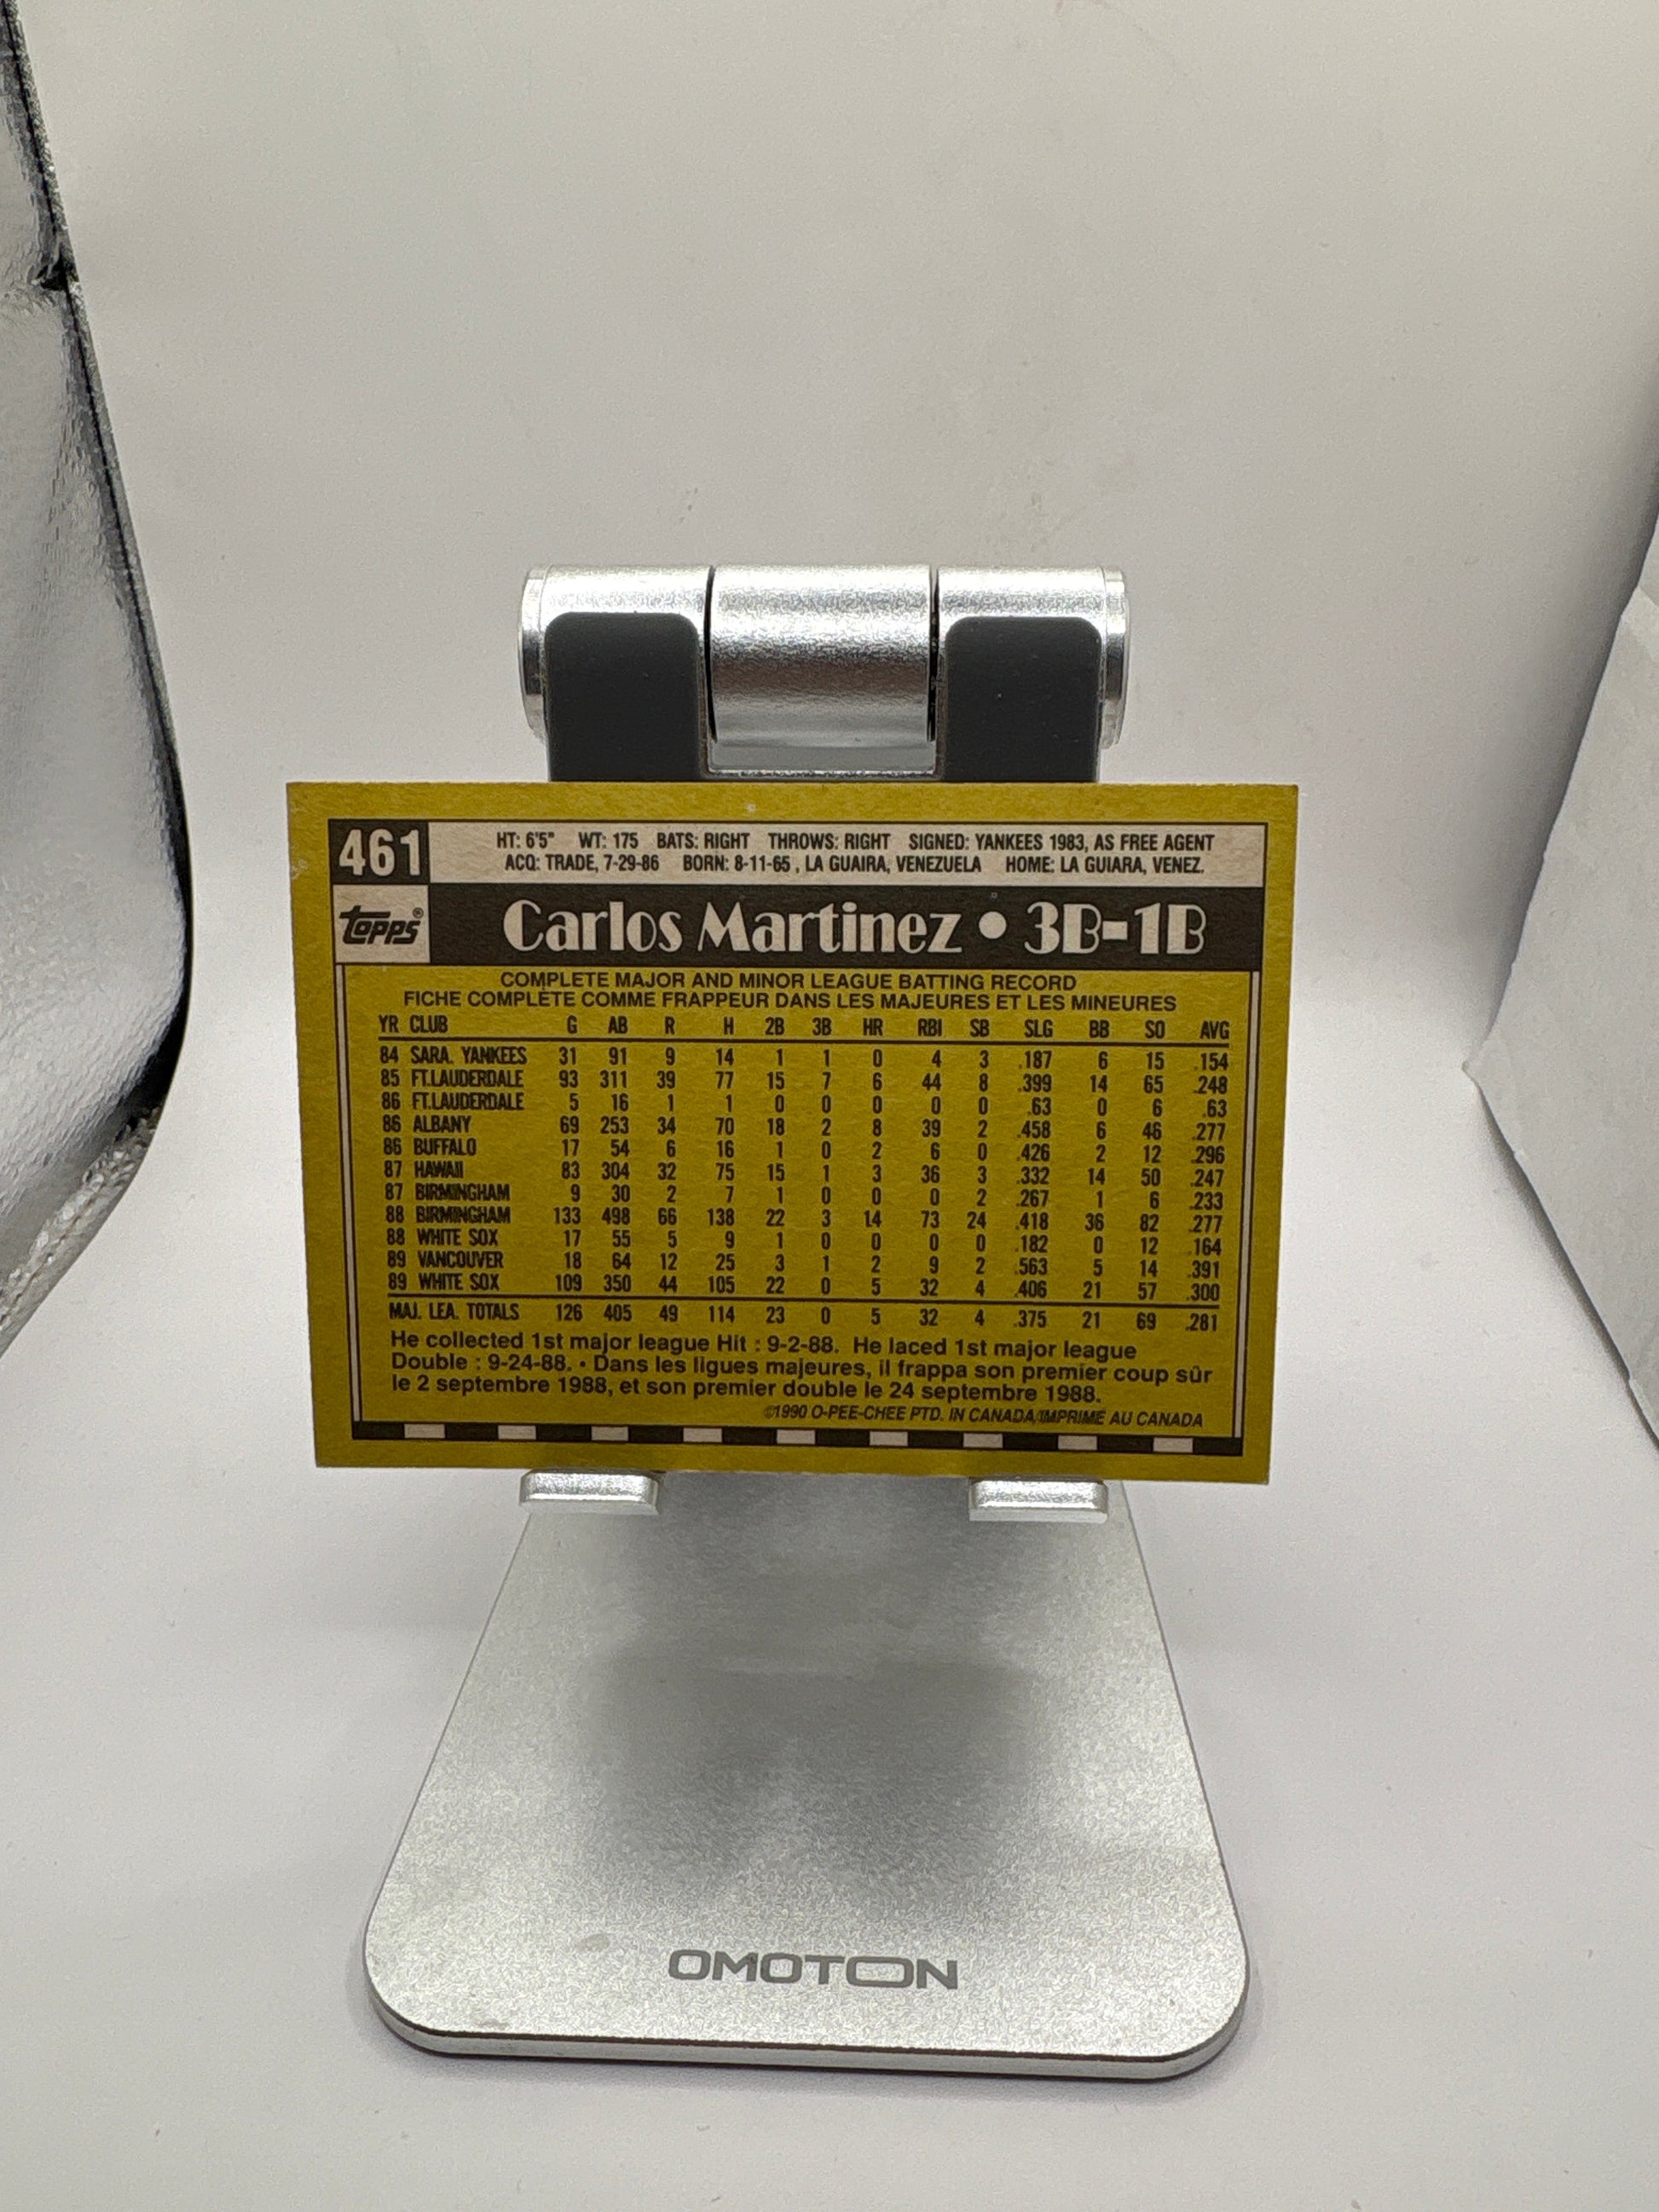 461
HT: 6'5" WT: 175 BATS: RIGHT THROWS: RIGHT SIGNED: YANKEES 1983, AS FREE AGENT
ACQ: TRADE, 7-29-86 BORN: 8-11-65 , LA GUAIRA, VENEZUELA HOME: LA GUIARA, VENEZ.
TOPPS®
Carlos Martinez • 3B-1B
COMPLETE MAJOR AND MINOR LEAGUE BATTING RECORD
FICHE COMPLÈTE COMME FRAPPEUR DANS LES MAJEURES ET LES MINEURES
YR CLUB G AB R H 2B 3B HR RBI SB SLG BB SO AVG
84 SARA. YANKEES 31 91 9 14 1 1 0 4 3 .187 6 15 .154
85 FT.LAUDERDALE 93 311 39 77 15 7 6 44 8 .399 14 65 .248
86 FT.LAUDERDALE 5 16 1 1 0 0 0 0 0 .63 0 6 .63
86 ALBANY 69 253 34 70 18 2 8 39 2 .458 6 46 .277
86 BUFFALO 17 54 6 16 1 0 2 6 0 .426 2 12 .296
87 HAWAII 83 304 32 75 15 1 3 36 3 .332 14 50 .247
87 BIRMINGHAM 9 30 2 7 1 0 0 0 2 .267 1 6 .233
88 BIRMINGHAM 133 498 66 138 22 3 14 73 24 .418 36 82 .277
88 WHITE SOX 17 55 5 9 1 0 0 0 0 .182 0 12 .164
89 VANCOUVER 18 64 12 25 3 1 2 9 2 .563 5 14 .391
89 WHITE SOX 109 350 44 105 22 0 5 32 4 .406 21 57 .300
MAJ. LEA. TOTALS 126 405 49 114 23 0 5 32 4 .375 21 69 .281
He collected 1st major league Hit : 9-2-88. He laced 1st major league
Double : 9-24-88. • Dans les ligues majeures, il frappa son premier coup sûr
le 2 septembre 1988, et son premier double le 24 septembre 1988.
©1990 O-PEE-CHEE PTD. IN CANADA/IMPRIMÉ AU CANADA
OMOTON